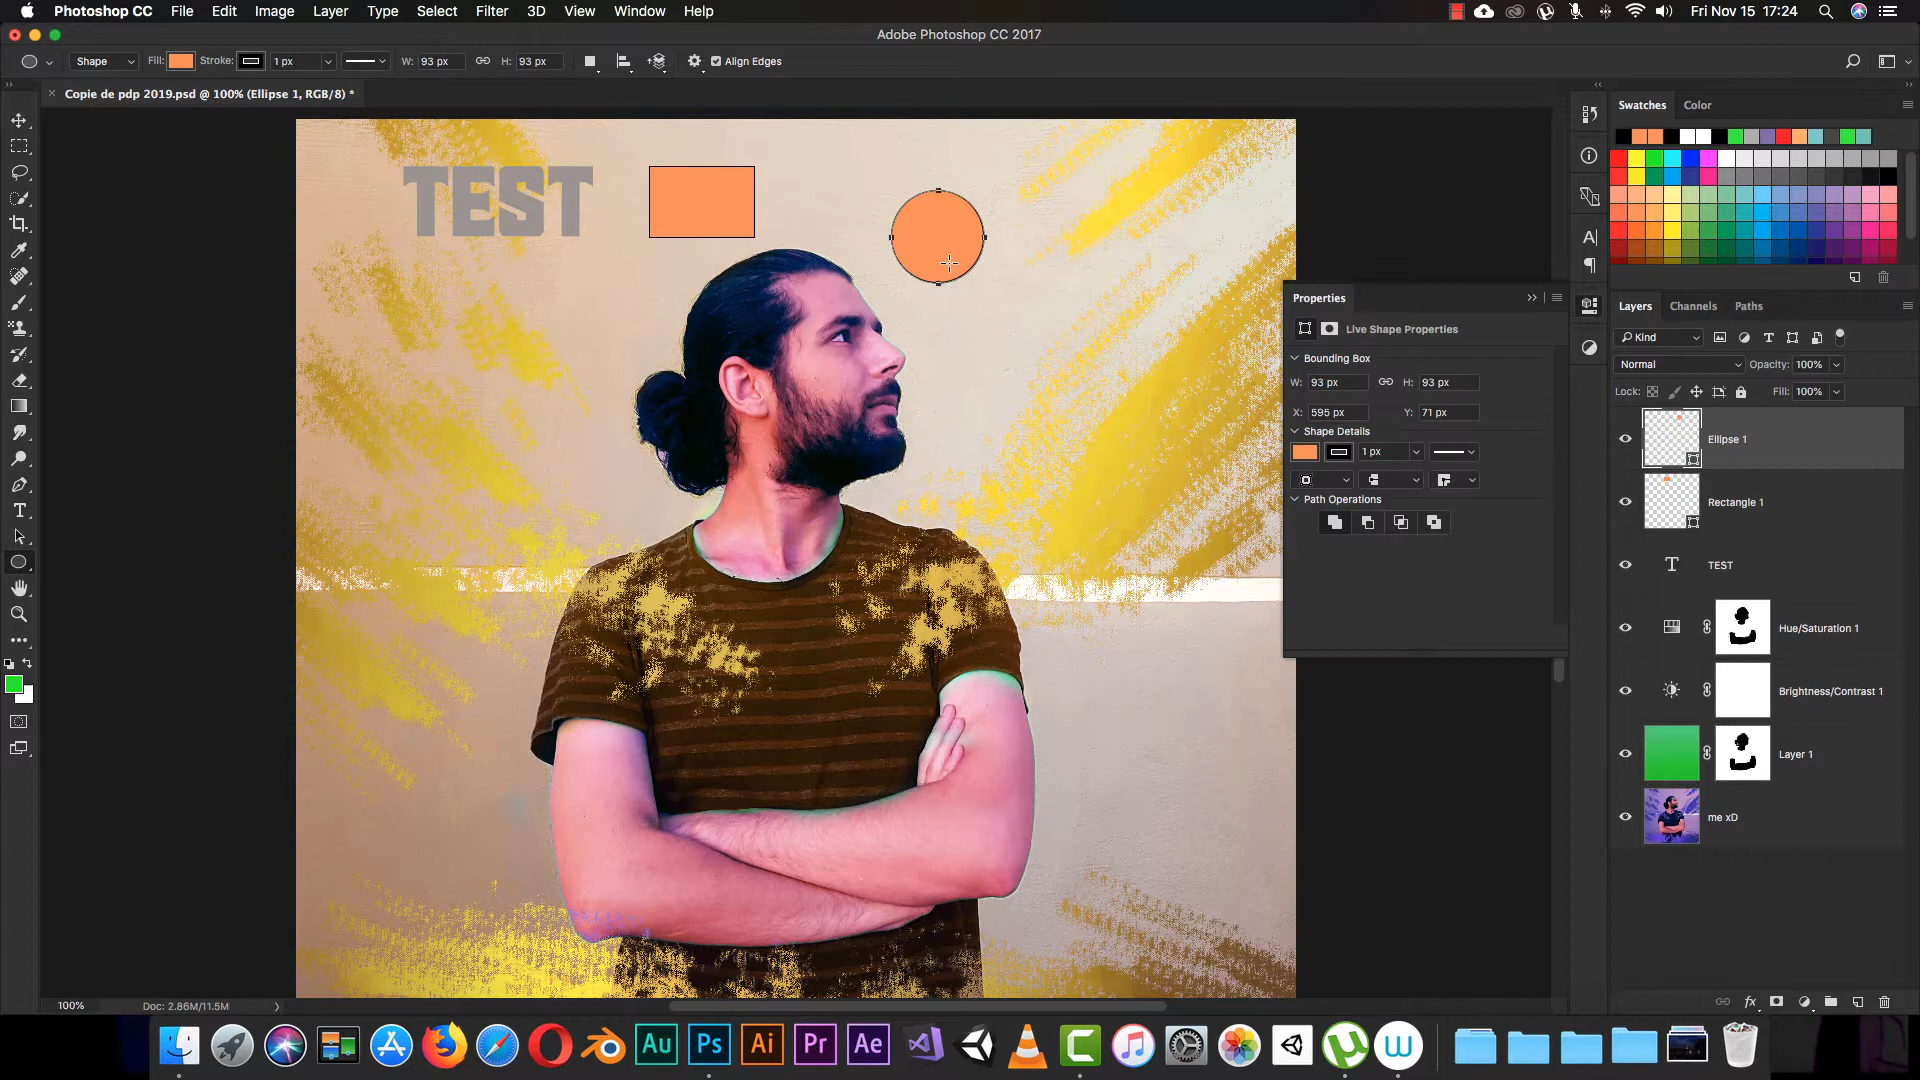 Photoshop CC File Edit Image Layer Type Select Filter 3D View Window Help Fri Nov 15 17:24
Adobe Photoshop CC 2017
Shape Fill: Stroke: 1 px W: 93 px H: 93 px Align Edges
Copie de pdp 2019.psd @ 100% (Ellipse 1, RGB/8) *
TEST
Swatches Color
Properties
Live Shape Properties
Bounding Box
W: 93 px H: 93 px
X: 595 px Y: 71 px
Shape Details
1 px
Path Operations
Layers Channels Paths
Kind
Normal Opacity: 100%
Lock: Fill: 100%
Ellipse 1
Rectangle 1
TEST
Hue/Saturation 1
Brightness/Contrast 1
Layer 1
me xD
100% Doc: 2.86M/11.5M
Au Ps Ai Pr Ae